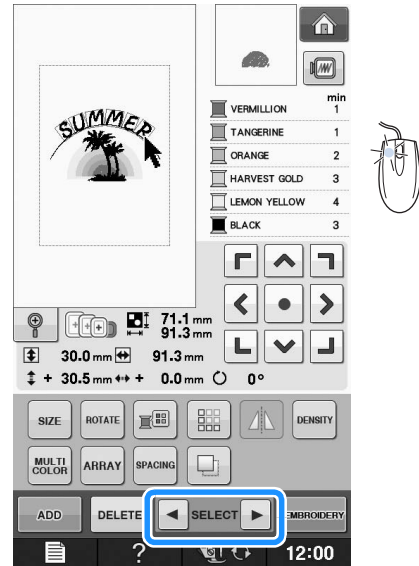 SUMMER
min
VERMILLION 1
TANGERINE 1
ORANGE 2
HARVEST GOLD 3
LEMON YELLOW 4
BLACK 3
71.1 mm
91.3 mm
30.0 mm 91.3 mm
+ 30.5 mm + 0.0 mm 0°
SIZE ROTATE DENSITY
MULTI COLOR ARRAY SPACING
ADD DELETE SELECT EMBROIDERY
? 12:00